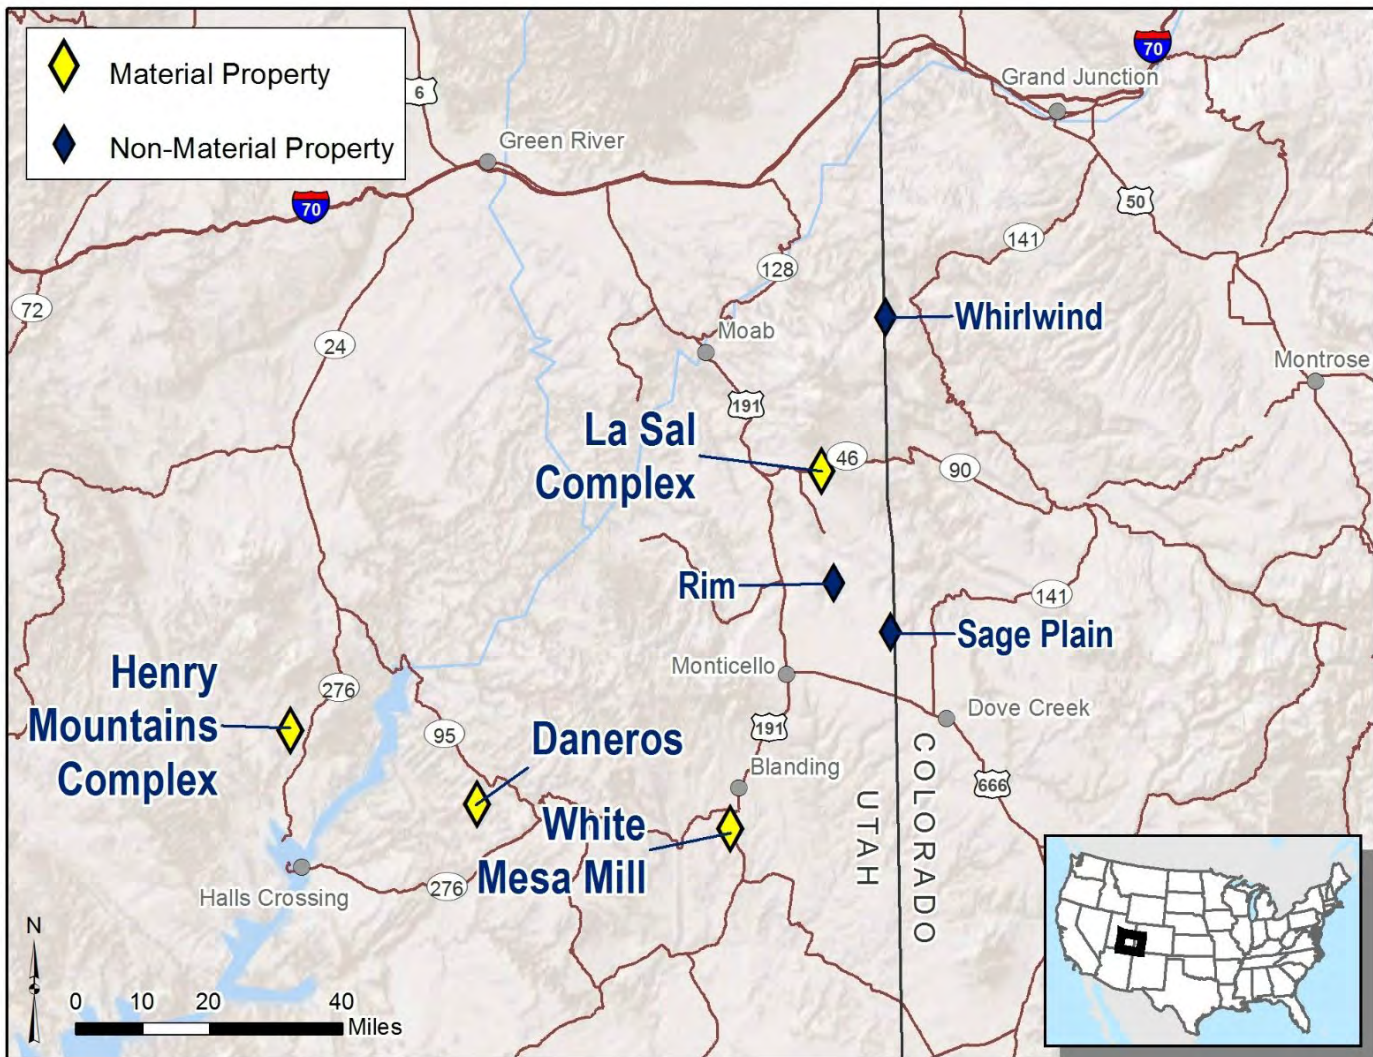 Material Property
Non-Material Property
6
70
Grand Junction
Green River
70
50
141
128
72
24
Whirlwind
Moab
Montrose
191
La Sal
Complex
46
90
Rim
141
Sage Plain
Monticello
Henry
Mountains
Complex
276
Dove Creek
95
Daneros
191
Blanding
666
UTAH
COLORADO
White
Mesa Mill
Halls Crossing
276
N
0 10 20 40
Miles